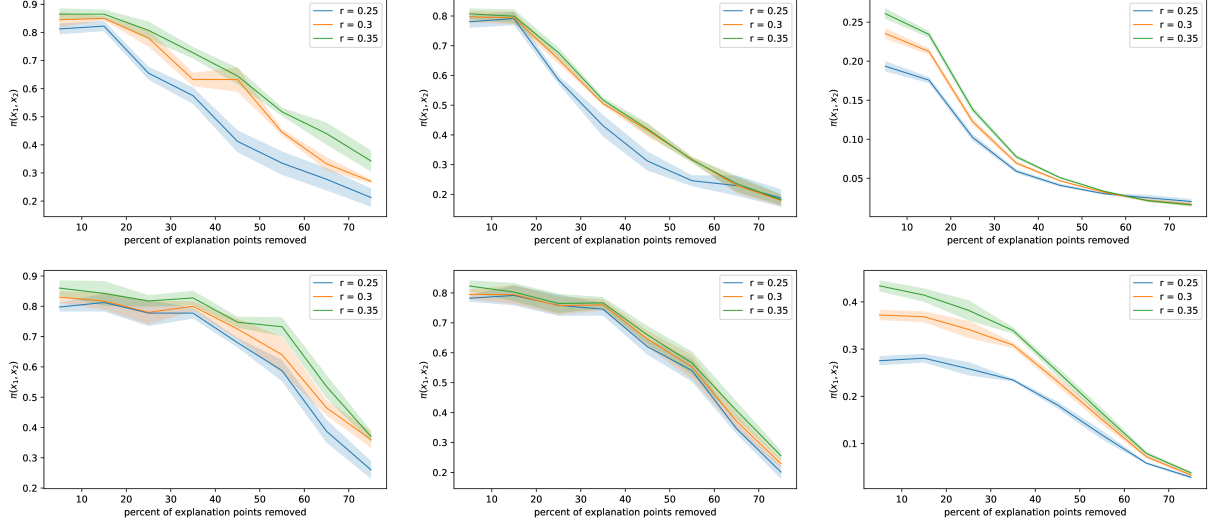 0.9
0.8
0.7
0.6
0.5
0.4
0.3
0.2
π(x₁, x₂)
10 20 30 40 50 60 70
percent of explanation points removed
r = 0.25
r = 0.3
r = 0.35
0.8
0.7
0.6
0.5
0.4
0.3
0.2
π(x₁, x₂)
10 20 30 40 50 60 70
percent of explanation points removed
r = 0.25
r = 0.3
r = 0.35
0.25
0.20
0.15
0.10
0.05
π(x₁, x₂)
10 20 30 40 50 60 70
percent of explanation points removed
r = 0.25
r = 0.3
r = 0.35
0.9
0.8
0.7
0.6
0.5
0.4
0.3
0.2
π(x₁, x₂)
10 20 30 40 50 60 70
percent of explanation points removed
r = 0.25
r = 0.3
r = 0.35
0.8
0.7
0.6
0.5
0.4
0.3
0.2
π(x₁, x₂)
10 20 30 40 50 60 70
percent of explanation points removed
r = 0.25
r = 0.3
r = 0.35
0.4
0.3
0.2
0.1
π(x₁, x₂)
10 20 30 40 50 60 70
percent of explanation points removed
r = 0.25
r = 0.3
r = 0.35